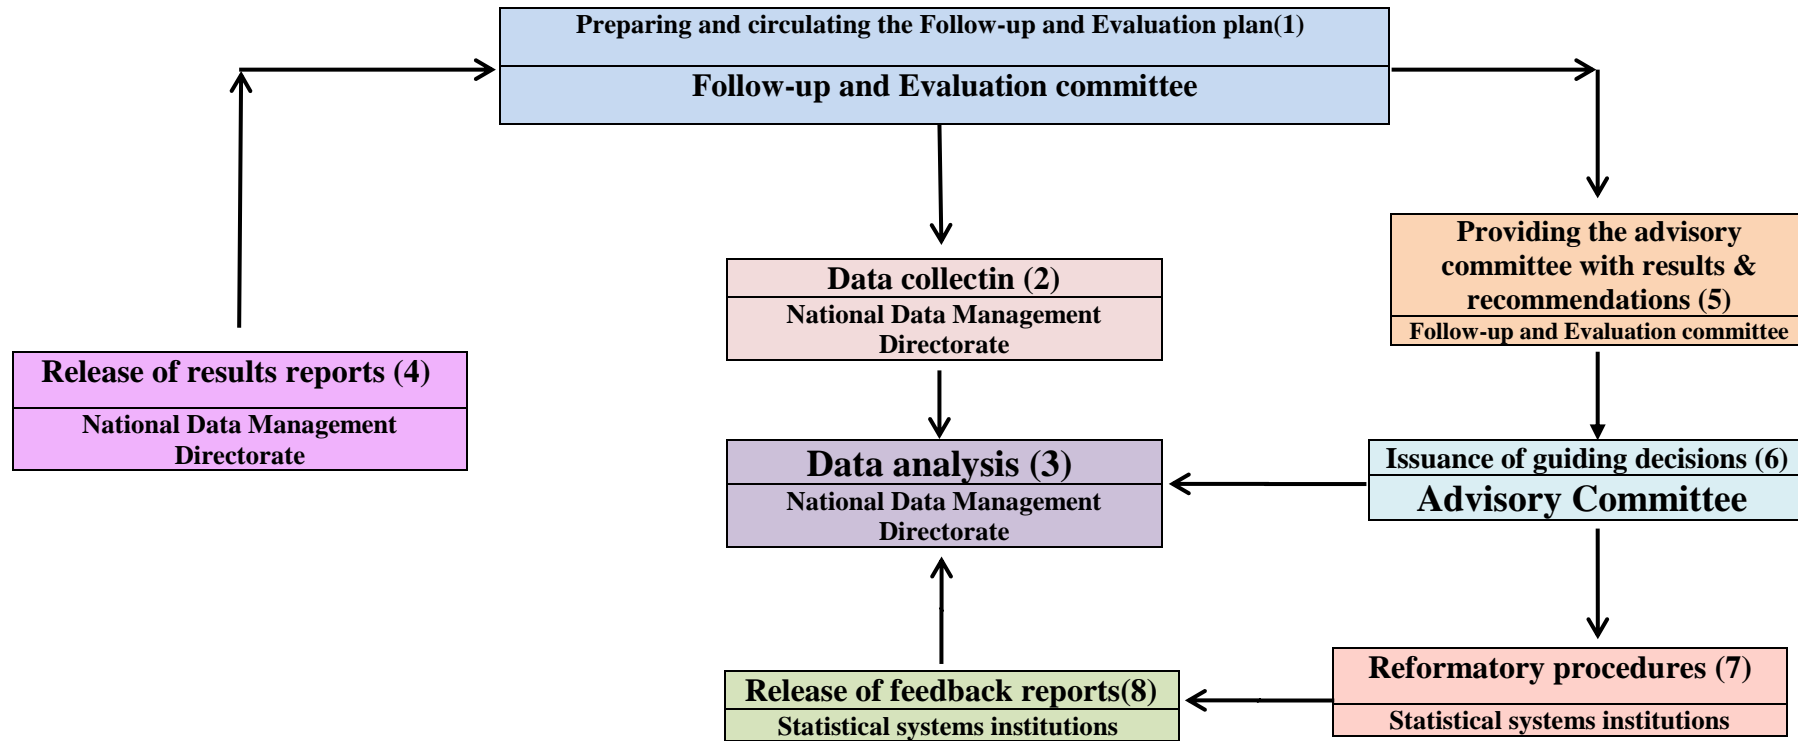 Preparing and circulating the Follow-up and Evaluation plan(1)
Follow-up and Evaluation committee
Data collectin (2)
National Data Management
Directorate
Providing the advisory
committee with results &
recommendations (5)
Follow-up and Evaluation committee
Release of results reports (4)
National Data Management
Directorate
Data analysis (3)
National Data Management
Directorate
Issuance of guiding decisions (6)
Advisory Committee
Reformatory procedures (7)
Statistical systems institutions
Release of feedback reports(8)
Statistical systems institutions